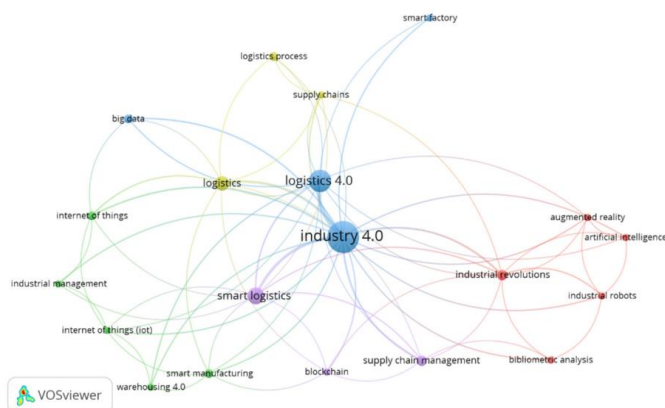 smart factory
logistics process
supply chains
big data
logistics 4.0
logistics
internet of things
augmented reality
industry 4.0
artificial intelligence
industrial revolutions
industrial management
smart logistics
industrial robots
internet of things (iot)
supply chain management
bibliometric analysis
smart manufacturing
blockchain
warehousing 4.0
VOSviewer